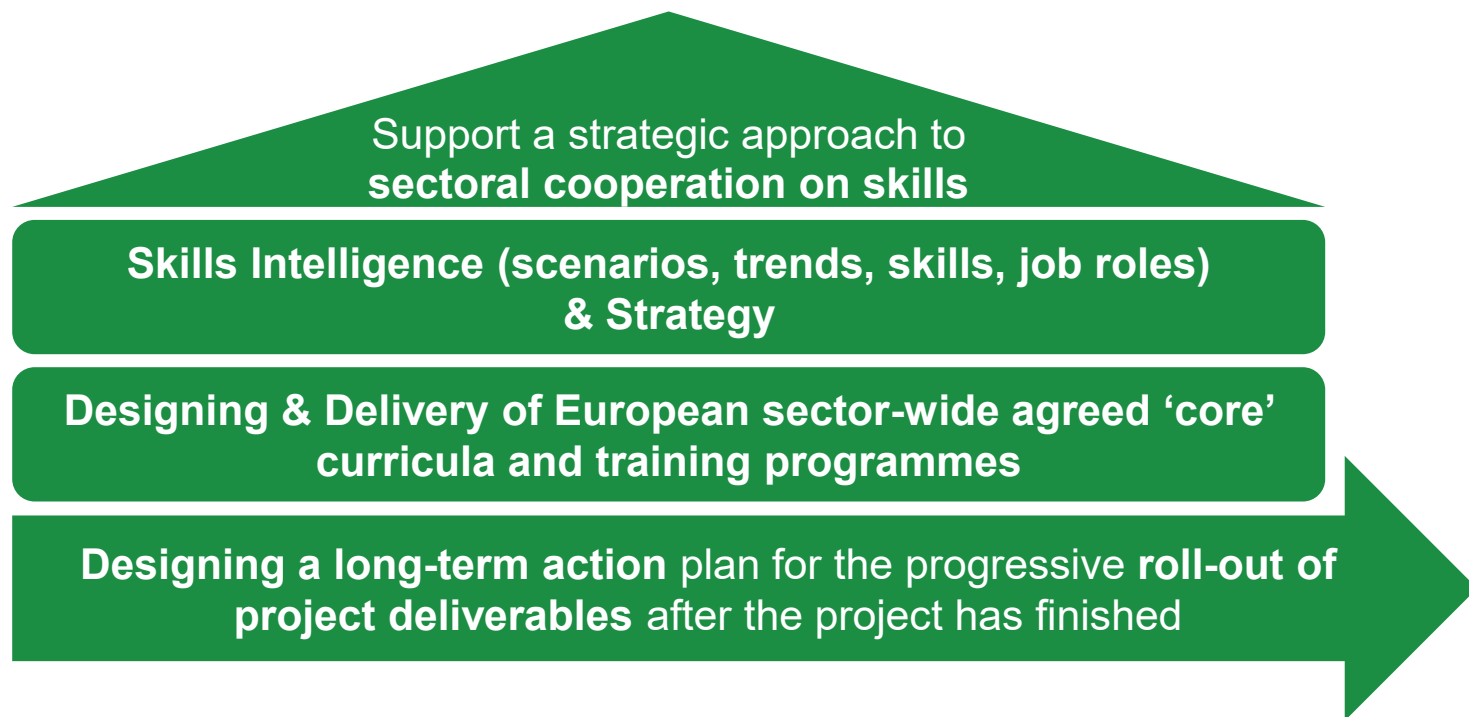 Support a strategic approach to
sectoral cooperation on skills
Skills Intelligence (scenarios, trends, skills, job roles)
& Strategy
Designing & Delivery of European sector-wide agreed ‘core’
curricula and training programmes
Designing a long-term action plan for the progressive roll-out of
project deliverables after the project has finished